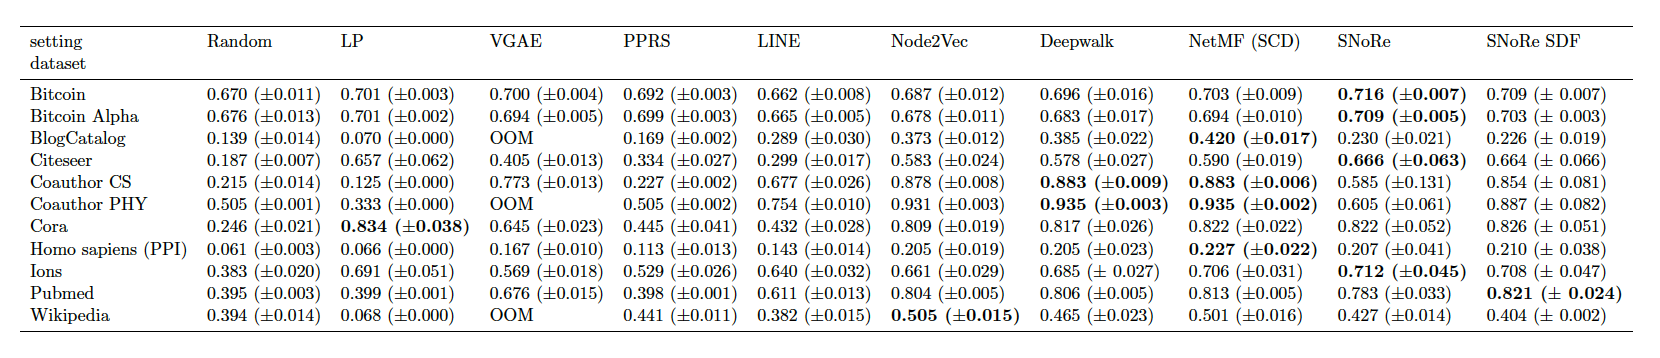 setting Random LP VGAE PPRS LINE Node2Vec Deepwalk NetMF (SCD) SNoRe SNoRe SDF
dataset
Bitcoin 0.670 (±0.011) 0.701 (±0.003) 0.700 (±0.004) 0.692 (±0.003) 0.662 (±0.008) 0.687 (±0.012) 0.696 (±0.016) 0.703 (±0.009) 0.716 (±0.007) 0.709 (± 0.007)
Bitcoin Alpha 0.676 (±0.013) 0.701 (±0.002) 0.694 (±0.005) 0.699 (±0.003) 0.665 (±0.005) 0.678 (±0.011) 0.683 (±0.017) 0.694 (±0.010) 0.709 (±0.005) 0.703 (± 0.003)
BlogCatalog 0.139 (±0.014) 0.070 (±0.000) OOM 0.169 (±0.002) 0.289 (±0.030) 0.373 (±0.012) 0.385 (±0.022) 0.420 (±0.017) 0.230 (±0.021) 0.226 (± 0.019)
Citeseer 0.187 (±0.007) 0.657 (±0.062) 0.405 (±0.013) 0.334 (±0.027) 0.299 (±0.017) 0.583 (±0.024) 0.578 (±0.027) 0.590 (±0.019) 0.666 (±0.063) 0.664 (± 0.066)
Coauthor CS 0.215 (±0.014) 0.125 (±0.000) 0.773 (±0.013) 0.227 (±0.002) 0.677 (±0.026) 0.878 (±0.008) 0.883 (±0.009) 0.883 (±0.006) 0.585 (±0.131) 0.854 (± 0.081)
Coauthor PHY 0.505 (±0.001) 0.333 (±0.000) OOM 0.505 (±0.002) 0.754 (±0.010) 0.931 (±0.003) 0.935 (±0.003) 0.935 (±0.002) 0.605 (±0.061) 0.887 (± 0.082)
Cora 0.246 (±0.021) 0.834 (±0.038) 0.645 (±0.023) 0.445 (±0.041) 0.432 (±0.028) 0.809 (±0.019) 0.817 (±0.026) 0.822 (±0.022) 0.822 (±0.052) 0.826 (± 0.051)
Homo sapiens (PPI) 0.061 (±0.003) 0.066 (±0.000) 0.167 (±0.010) 0.113 (±0.013) 0.143 (±0.014) 0.205 (±0.019) 0.205 (±0.023) 0.227 (±0.022) 0.207 (±0.041) 0.210 (± 0.038)
Ions 0.383 (±0.020) 0.691 (±0.051) 0.569 (±0.018) 0.529 (±0.026) 0.640 (±0.032) 0.661 (±0.029) 0.685 (± 0.027) 0.706 (±0.031) 0.712 (±0.045) 0.708 (± 0.047)
Pubmed 0.395 (±0.003) 0.399 (±0.001) 0.676 (±0.015) 0.398 (±0.001) 0.611 (±0.013) 0.804 (±0.005) 0.806 (±0.005) 0.813 (±0.005) 0.783 (±0.033) 0.821 (± 0.024)
Wikipedia 0.394 (±0.014) 0.068 (±0.000) OOM 0.441 (±0.011) 0.382 (±0.015) 0.505 (±0.015) 0.465 (±0.023) 0.501 (±0.016) 0.427 (±0.014) 0.404 (± 0.002)